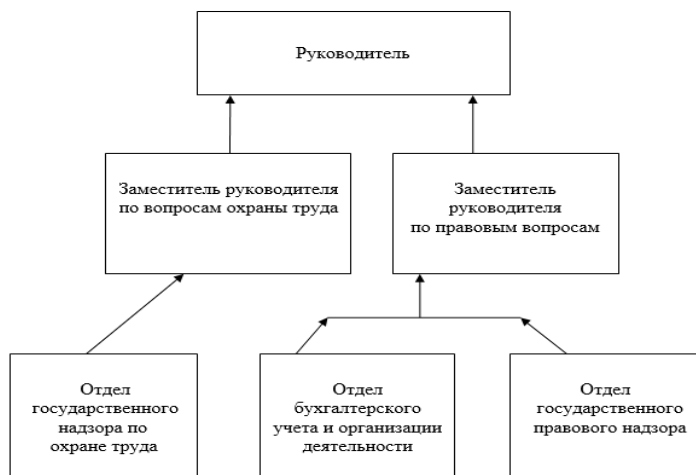 Руководитель
Заместитель руководителя
по вопросам охраны труда
Заместитель
руководителя
по правовым вопросам
Отдел
государственного
надзора по
охране труда
Отдел
бухгалтерского
учета и организации
деятельности
Отдел
государственного
правового надзора